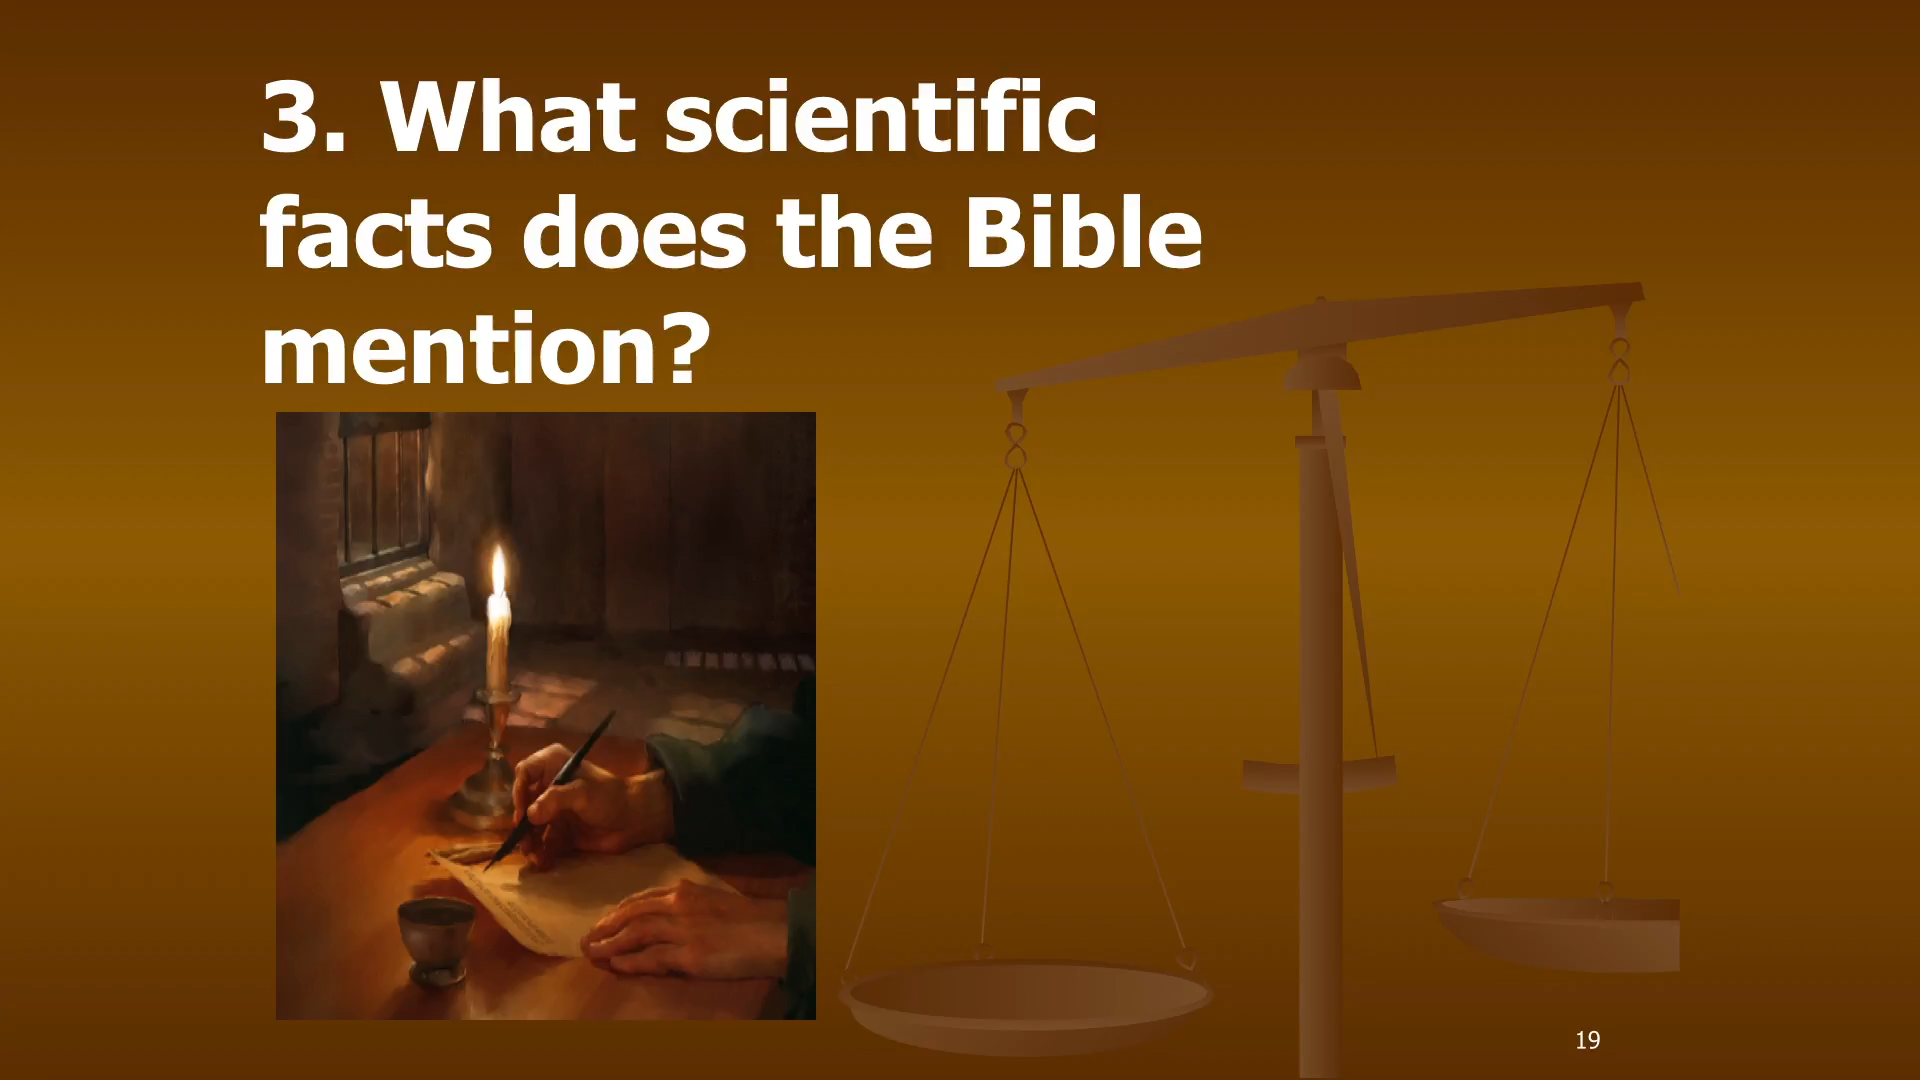 3. What scientific
facts does the Bible
mention?
19